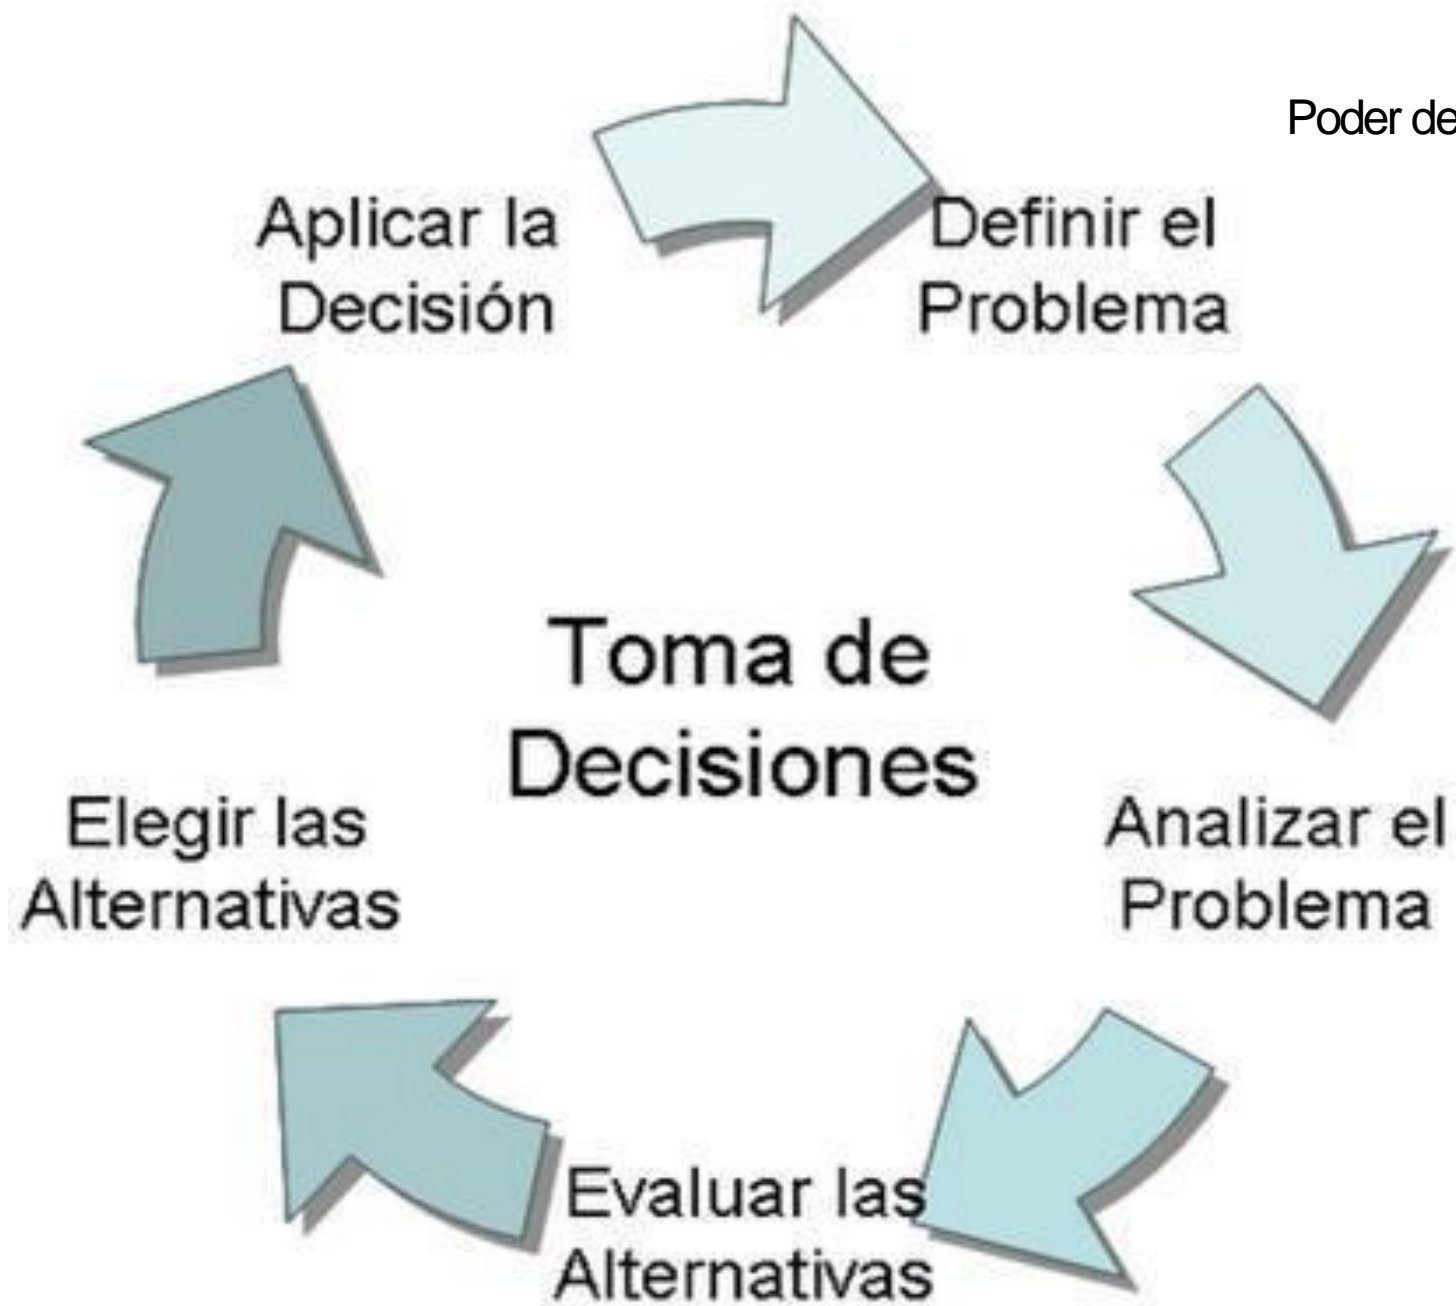 Poder de
Aplicar la
Decisión
Definir el
Problema
Toma de
Decisiones
Elegir las
Alternativas
Analizar el
Problema
Evaluar las
Alternativas